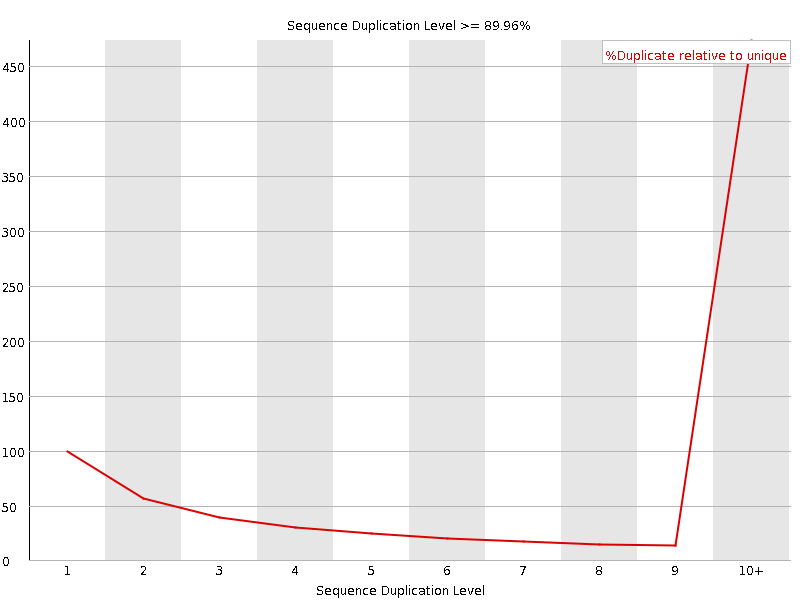 Sequence Duplication Level >= 89.96%
%Duplicate relative to unique
450
400
350
300
250
200
150
100
50
0
1 2 3 4 5 6 7 8 9 10+
Sequence Duplication Level